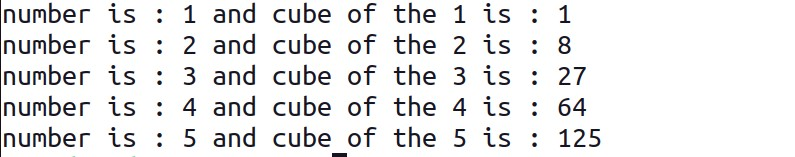 number is : 1 and cube of the 1 is : 1
number is : 2 and cube of the 2 is : 8
number is : 3 and cube of the 3 is : 27
number is : 4 and cube of the 4 is : 64
number is : 5 and cube of the 5 is : 125